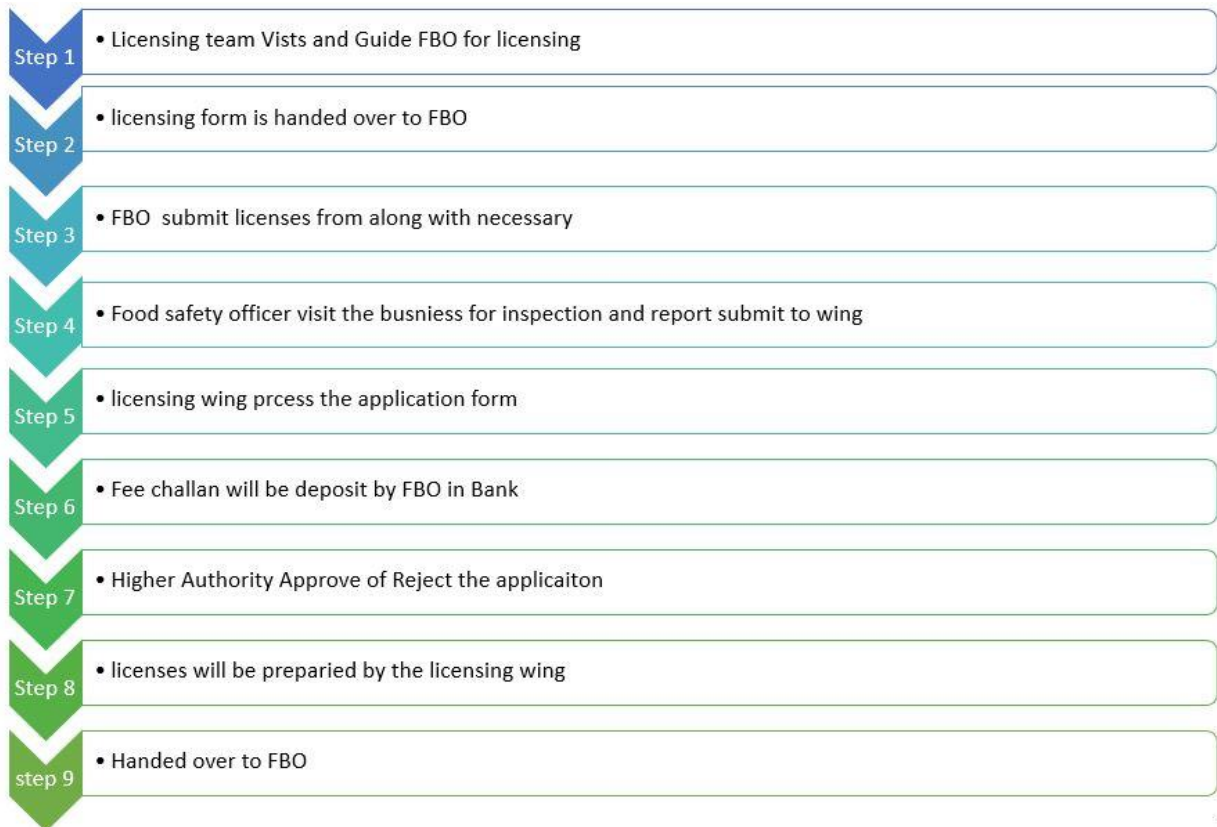 Step 1
• Licensing team Vists and Guide FBO for licensing
Step 2
• licensing form is handed over to FBO
Step 3
• FBO submit licenses from along with necessary
Step 4
• Food safety officer visit the busniess for inspection and report submit to wing
Step 5
• licensing wing prcess the application form
Step 6
• Fee challan will be deposit by FBO in Bank
Step 7
• Higher Authority Approve of Reject the applicaiton
Step 8
• licenses will be preparied by the licensing wing
step 9
• Handed over to FBO